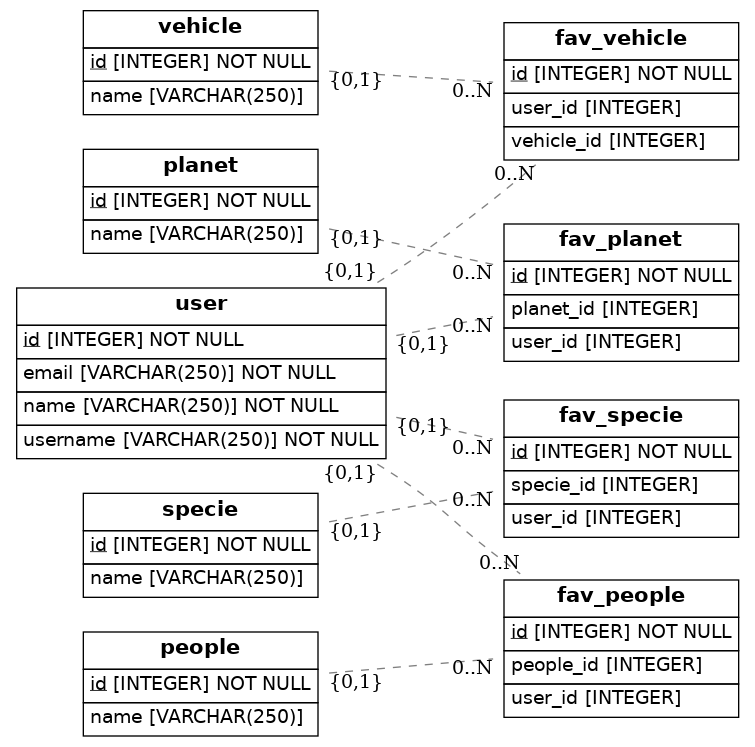 vehicle
id [INTEGER] NOT NULL
name [VARCHAR(250)]
{0,1}
0..N
fav_vehicle
id [INTEGER] NOT NULL
user_id [INTEGER]
vehicle_id [INTEGER]
0..N
planet
id [INTEGER] NOT NULL
name [VARCHAR(250)]
{0,1}
{0,1}
0..N
fav_planet
id [INTEGER] NOT NULL
planet_id [INTEGER]
user_id [INTEGER]
user
id [INTEGER] NOT NULL
email [VARCHAR(250)] NOT NULL
name [VARCHAR(250)] NOT NULL
username [VARCHAR(250)] NOT NULL
0..N
{0,1}
{0,1}
0..N
{0,1}
fav_specie
id [INTEGER] NOT NULL
specie_id [INTEGER]
user_id [INTEGER]
specie
id [INTEGER] NOT NULL
name [VARCHAR(250)]
0..N
{0,1}
0..N
fav_people
id [INTEGER] NOT NULL
people_id [INTEGER]
user_id [INTEGER]
people
id [INTEGER] NOT NULL
name [VARCHAR(250)]
{0,1}
0..N